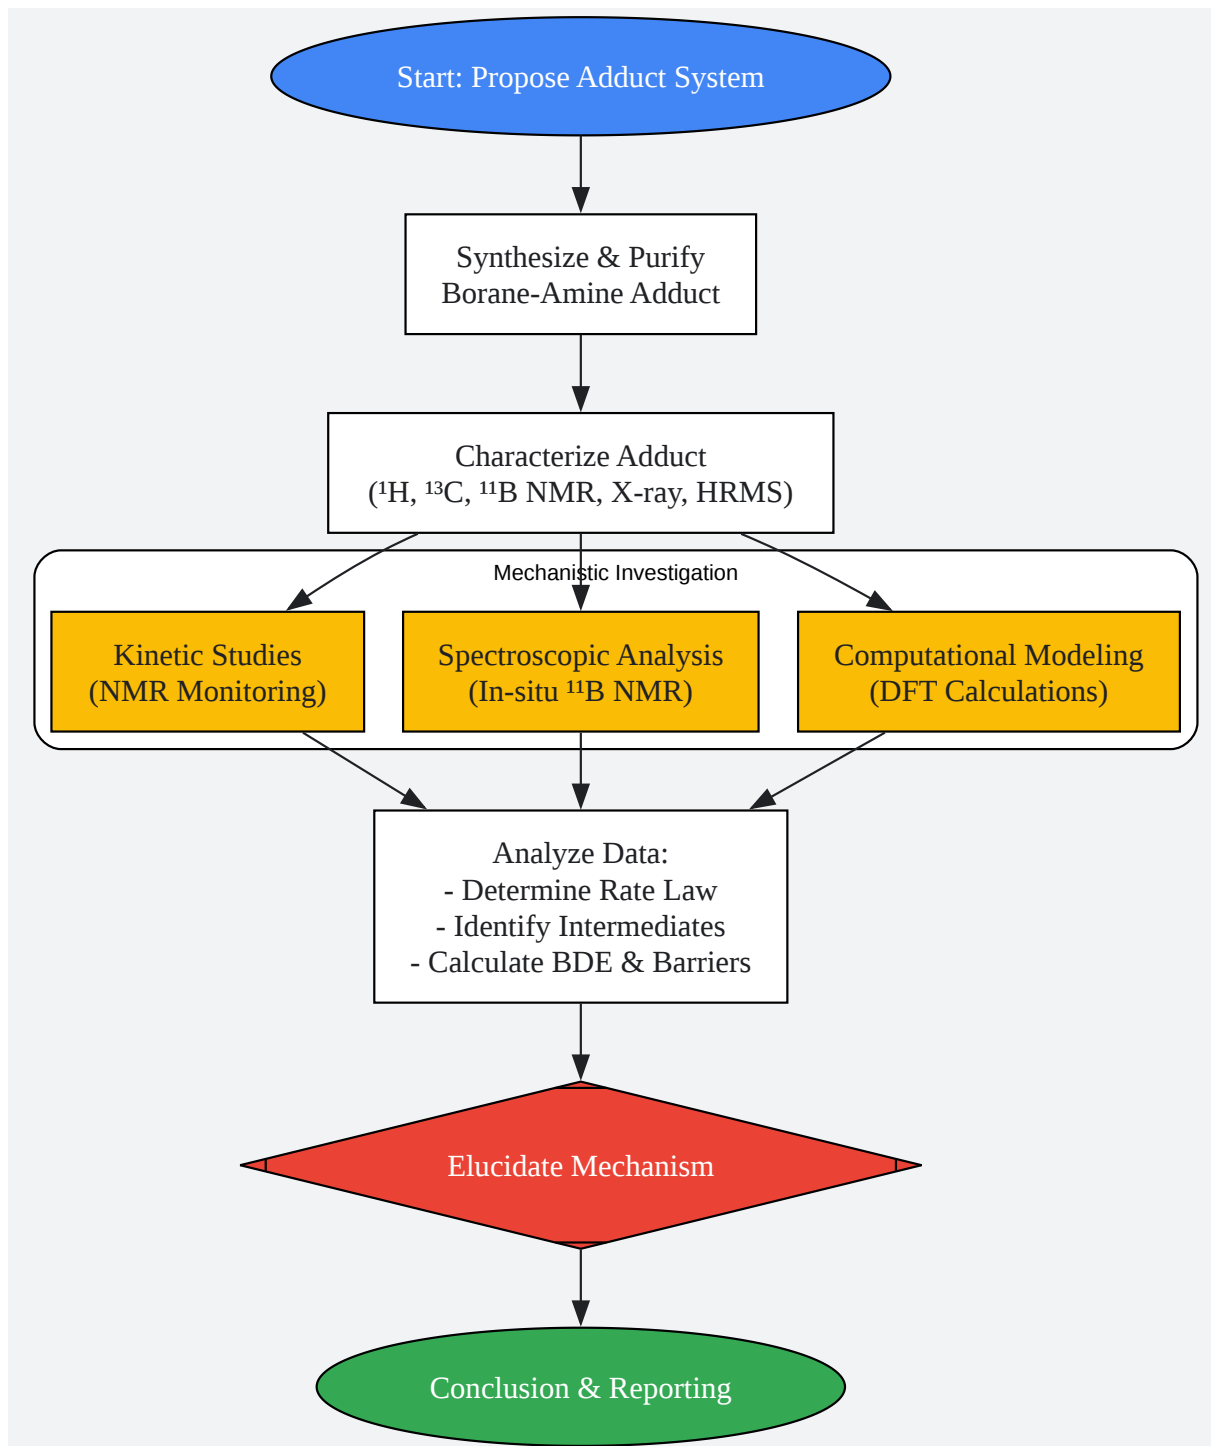 Start: Propose Adduct System
Synthesize & Purify
Borane-Amine Adduct
Characterize Adduct
(¹H, ¹³C, ¹¹B NMR, X-ray, HRMS)
Mechanistic Investigation
Kinetic Studies
(NMR Monitoring)
Spectroscopic Analysis
(In-situ ¹¹B NMR)
Computational Modeling
(DFT Calculations)
Analyze Data:
- Determine Rate Law
- Identify Intermediates
- Calculate BDE & Barriers
Elucidate Mechanism
Conclusion & Reporting